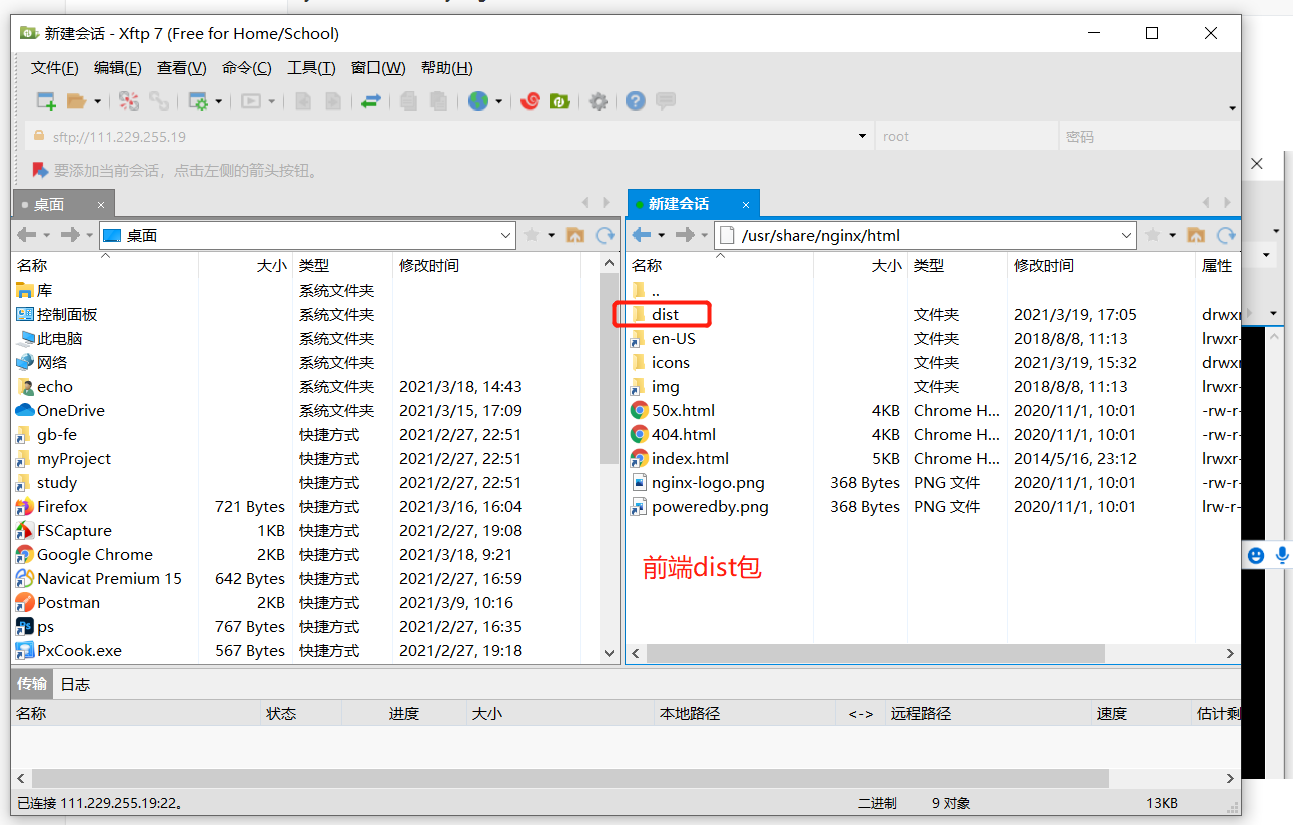 新建会话 - Xftp 7 (Free for Home/School)
文件(F) 编辑(E) 查看(V) 命令(C) 工具(T) 窗口(W) 帮助(H)
sftp://111.229.255.19 root 密码
要添加当前会话，点击左侧的箭头按钮。
桌面 × 新建会话 ×
桌面 /usr/share/nginx/html
名称 大小 类型 修改时间
库 系统文件夹
控制面板 系统文件夹
此电脑 系统文件夹
网络 系统文件夹
echo 系统文件夹 2021/3/18, 14:43
OneDrive 系统文件夹 2021/3/15, 17:09
gb-fe 快捷方式 2021/2/27, 22:51
myProject 快捷方式 2021/2/27, 22:51
study 快捷方式 2021/2/27, 22:51
Firefox 721 Bytes 快捷方式 2021/3/16, 16:04
FSCapture 1KB 快捷方式 2021/2/27, 19:08
Google Chrome 2KB 快捷方式 2021/3/18, 9:21
Navicat Premium 15 642 Bytes 快捷方式 2021/2/27, 16:59
Postman 2KB 快捷方式 2021/3/9, 10:16
ps 767 Bytes 快捷方式 2021/2/27, 16:35
PxCook.exe 567 Bytes 快捷方式 2021/2/27, 19:18
名称 大小 类型 修改时间 属性
..
dist 文件夹 2021/3/19, 17:05 drwxr
en-US 文件夹 2018/8/8, 11:13 lrwxr-
icons 文件夹 2021/3/19, 15:32 drwxr
img 文件夹 2018/8/8, 11:13 lrwxr-
50x.html 4KB Chrome H... 2020/11/1, 10:01 -rw-r-
404.html 4KB Chrome H... 2020/11/1, 10:01 -rw-r-
index.html 5KB Chrome H... 2014/5/16, 23:12 lrwxr-
nginx-logo.png 368 Bytes PNG 文件 2020/11/1, 10:01 -rw-r-
poweredby.png 368 Bytes PNG 文件 2020/11/1, 10:01 lrw-r-
前端dist包
传输 日志
名称 状态 进度 大小 本地路径 <-> 远程路径 速度 估计剩
已连接 111.229.255.19:22。 二进制 9 对象 13KB